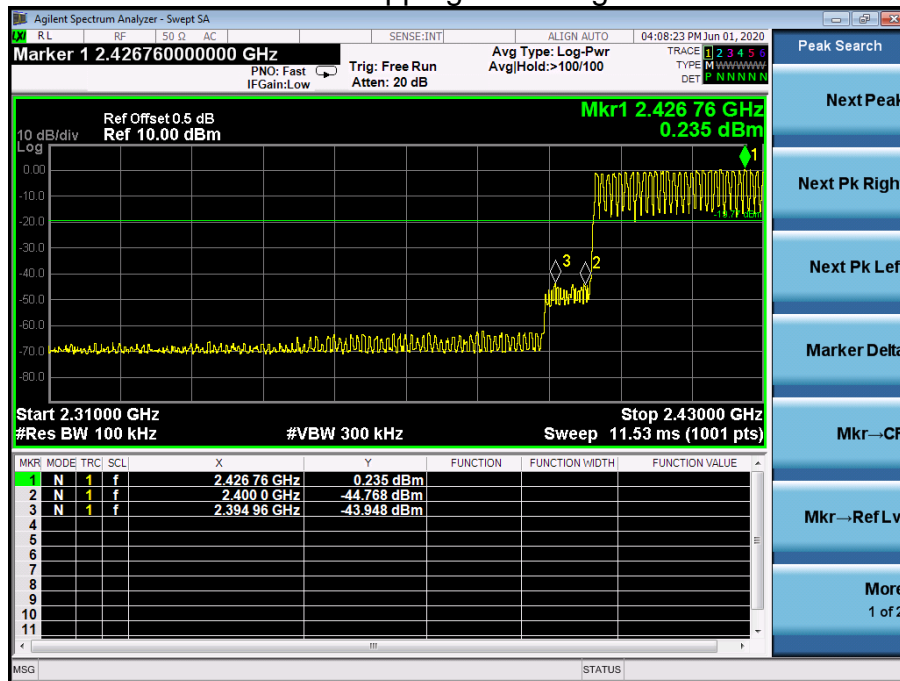 Agilent Spectrum Analyzer - Swept SA
LXI RL RF 50 Ω AC SENSE:INT ALIGN AUTO 04:08:23 PM Jun 01, 2020
Marker 1 2.426760000000 GHz
PNO: Fast
IFGain:Low
Trig: Free Run
Atten: 20 dB
Avg Type: Log-Pwr
Avg|Hold:>100/100
TRACE 1 2 3 4 5 6
TYPE M WWWWW
DET P N N N N N
Peak Search
Mkr1 2.426 76 GHz
0.235 dBm
Ref Offset 0.5 dB
10 dB/div Ref 10.00 dBm
Log
1
0.00
-10.0
-20.0
-30.0
-40.0
-50.0
-60.0
-70.0
-80.0
3
2
Start 2.31000 GHz Stop 2.43000 GHz
#Res BW 100 kHz #VBW 300 kHz Sweep 11.53 ms (1001 pts)
MKR MODE TRC SCL X Y FUNCTION FUNCTION WIDTH FUNCTION VALUE
1 N 1 f 2.426 76 GHz 0.235 dBm
2 N 1 f 2.400 0 GHz -44.768 dBm
3 N 1 f 2.394 96 GHz -43.948 dBm
4
5
6
7
8
9
10
11
MSG STATUS
Next Peak
Next Pk Righ
Next Pk Lef
Marker Delta
Mkr→CF
Mkr→Ref Lv
More
1 of 2